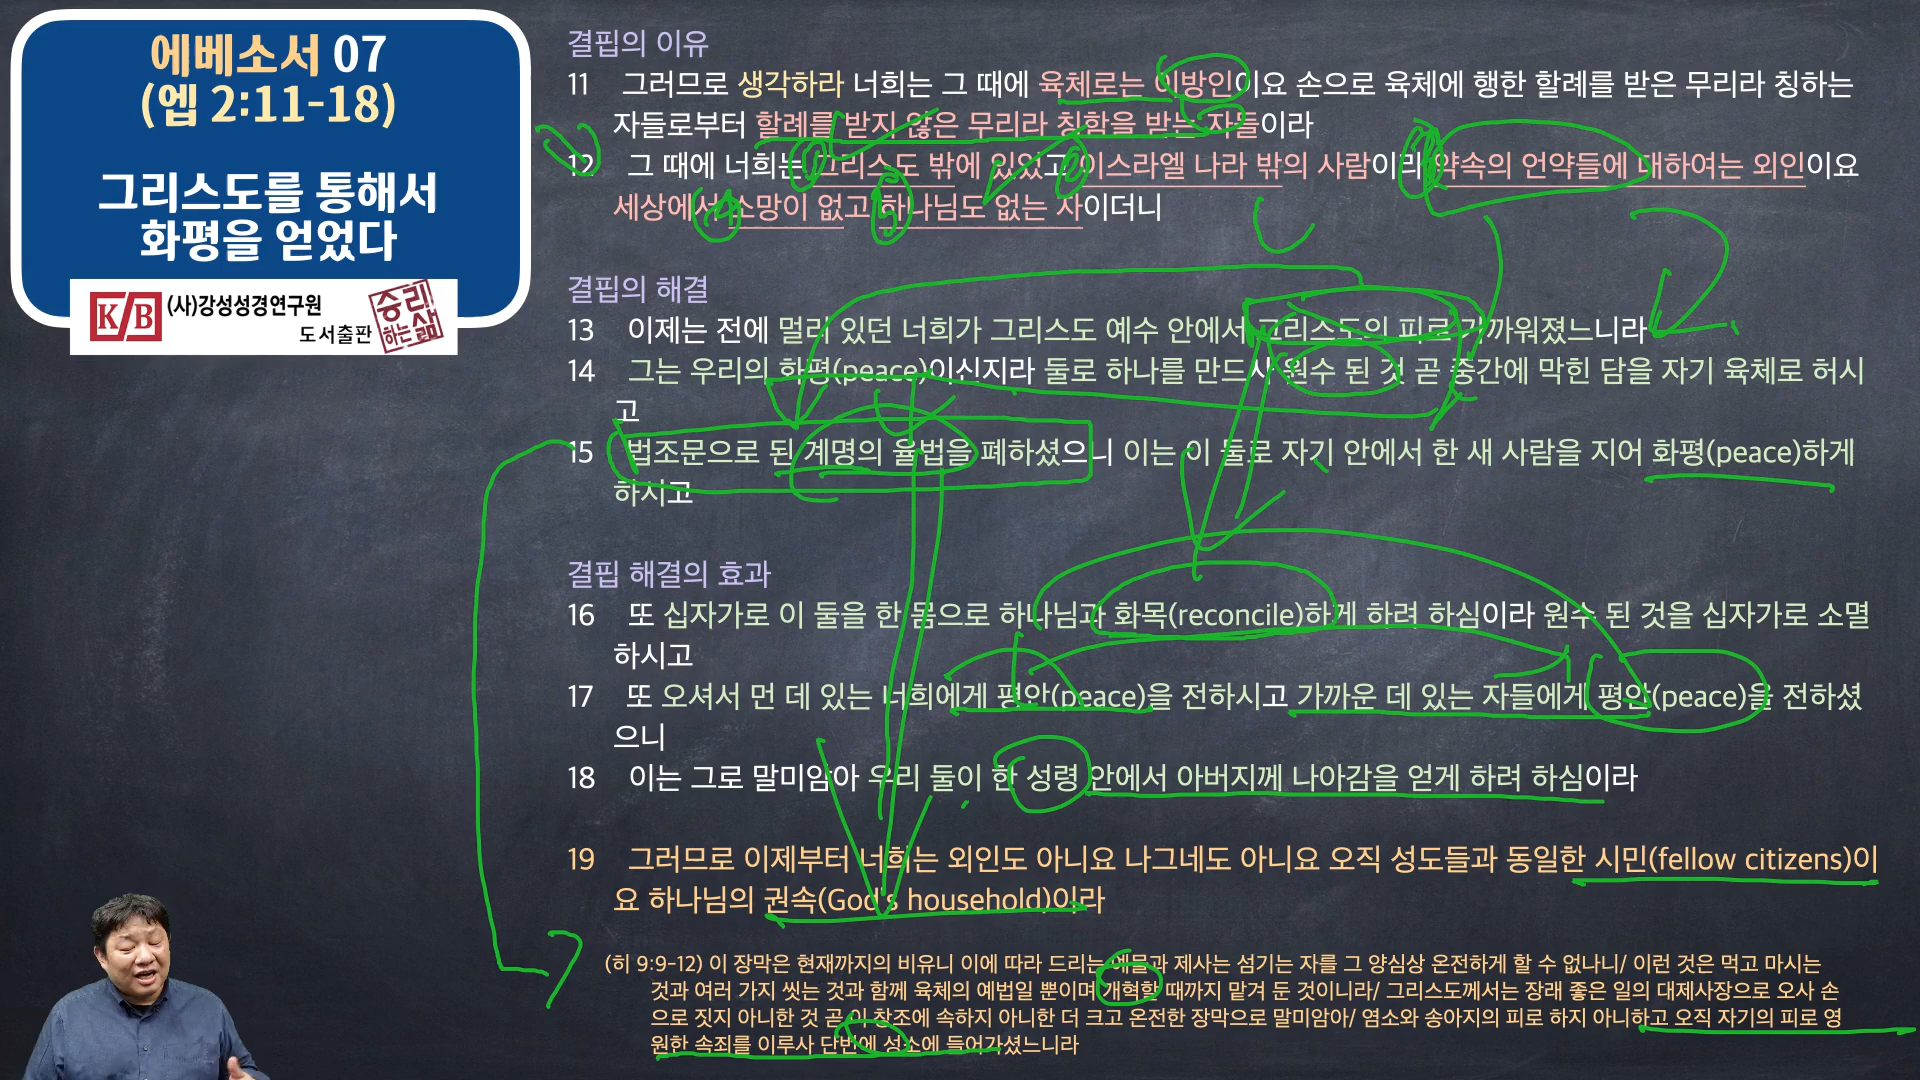 에베소서 07
(엡 2:11-18)
그리스도를 통해서
화평을 얻었다
KB (사)강성성경연구원
도서출판 승리하는 삶
결핍의 이유
11 그러므로 생각하라 너희는 그 때에 육체로는 이방인이요 손으로 육체에 행한 할례를 받은 무리라 칭하는
자들로부터 할례를 받지 않은 무리라 칭함을 받는 자들이라
12 그 때에 너희는 그리스도 밖에 있었고 이스라엘 나라 밖의 사람이라 약속의 언약들에 대하여는 외인이요
세상에서 소망이 없고 하나님도 없는 자이더니
결핍의 해결
13 이제는 전에 멀리 있던 너희가 그리스도 예수 안에서 그리스도의 피로 가까워졌느니라
14 그는 우리의 화평(peace)이신지라 둘로 하나를 만드사 원수 된 것 곧 중간에 막힌 담을 자기 육체로 허시
고
15 법조문으로 된 계명의 율법을 폐하셨으니 이는 이 둘로 자기 안에서 한 새 사람을 지어 화평(peace)하게
하시고
결핍 해결의 효과
16 또 십자가로 이 둘을 한 몸으로 하나님과 화목(reconcile)하게 하려 하심이라 원수 된 것을 십자가로 소멸
하시고
17 또 오셔서 먼 데 있는 너희에게 평안(peace)을 전하시고 가까운 데 있는 자들에게 평안(peace)을 전하셨
으니
18 이는 그로 말미암아 우리 둘이 한 성령 안에서 아버지께 나아감을 얻게 하려 하심이라
19 그러므로 이제부터 너희는 외인도 아니요 나그네도 아니요 오직 성도들과 동일한 시민(fellow citizens)이
요 하나님의 권속(God's household)이라
(히 9:9-12) 이 장막은 현재까지의 비유니 이에 따라 드리는 예물과 제사는 섬기는 자를 그 양심상 온전하게 할 수 없나니/ 이런 것은 먹고 마시는
것과 여러 가지 씻는 것과 함께 육체의 예법일 뿐이며 개혁할 때까지 맡겨 둔 것이니라/ 그리스도께서는 장래 좋은 일의 대제사장으로 오사 손
으로 짓지 아니한 것 곧 이 창조에 속하지 아니한 더 크고 온전한 장막으로 말미암아/ 염소와 송아지의 피로 하지 아니하고 오직 자기의 피로 영
원한 속죄를 이루사 단번에 성소에 들어가셨느니라